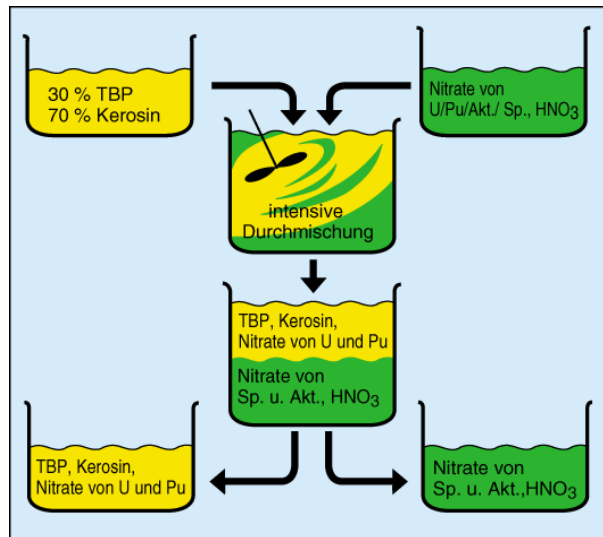 30 % TBP
70 % Kerosin
Nitrate von
U/Pu/Akt./ Sp., HNO₃
intensive
Durchmischung
TBP, Kerosin,
Nitrate von U und Pu
Nitrate von
Sp. u. Akt., HNO₃
TBP, Kerosin,
Nitrate von U und Pu
Nitrate von
Sp. u. Akt.,HNO₃